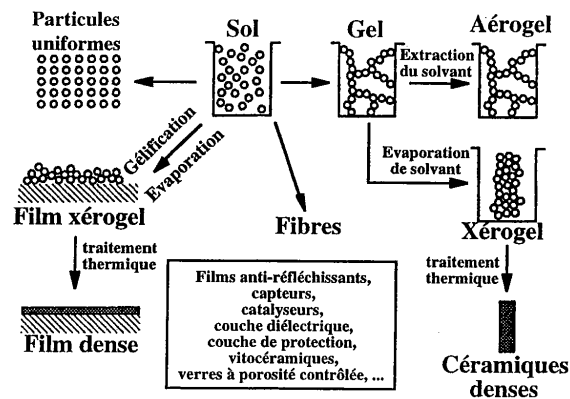 Particules
uniformes
Sol
Gel
Aérogel
Extraction
du solvant
Gélification
Evaporation
Evaporation
de solvant
Film xérogel
Fibres
Xérogel
traitement
thermique
traitement
thermique
Films anti-réfléchissants,
capteurs,
catalyseurs,
couche diélectrique,
couche de protection,
vitocéramiques,
verres à porosité contrôlée, ...
Film dense
Céramiques
denses